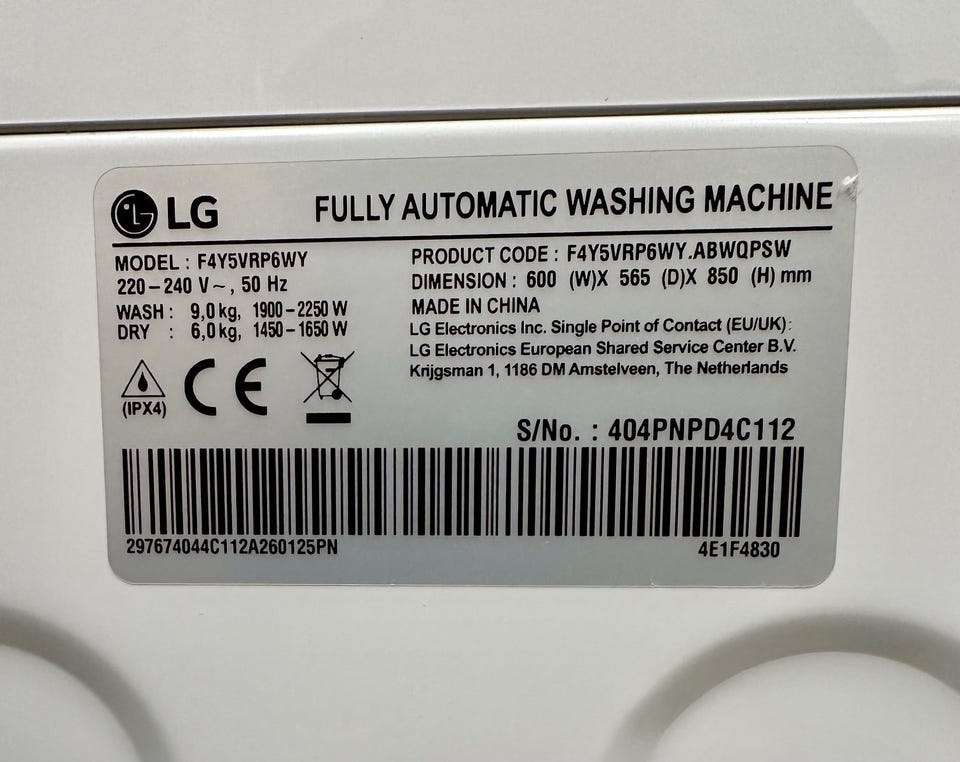 LG FULLY AUTOMATIC WASHING MACHINE
MODEL : F4Y5VRP6WY
220-240 V~, 50 Hz
WASH : 9,0 kg, 1900-2250 W
DRY : 6,0 kg, 1450-1650 W
(IPX4)
CE
PRODUCT CODE : F4Y5VRP6WY.ABWQPSW
DIMENSION : 600 (W)X 565 (D)X 850 (H) mm
MADE IN CHINA
LG Electronics Inc. Single Point of Contact (EU/UK):
LG Electronics European Shared Service Center B.V.
Krijgsman 1, 1186 DM Amstelveen, The Netherlands
S/No. : 404PNPD4C112
297674044C112A260125PN 4E1F4830